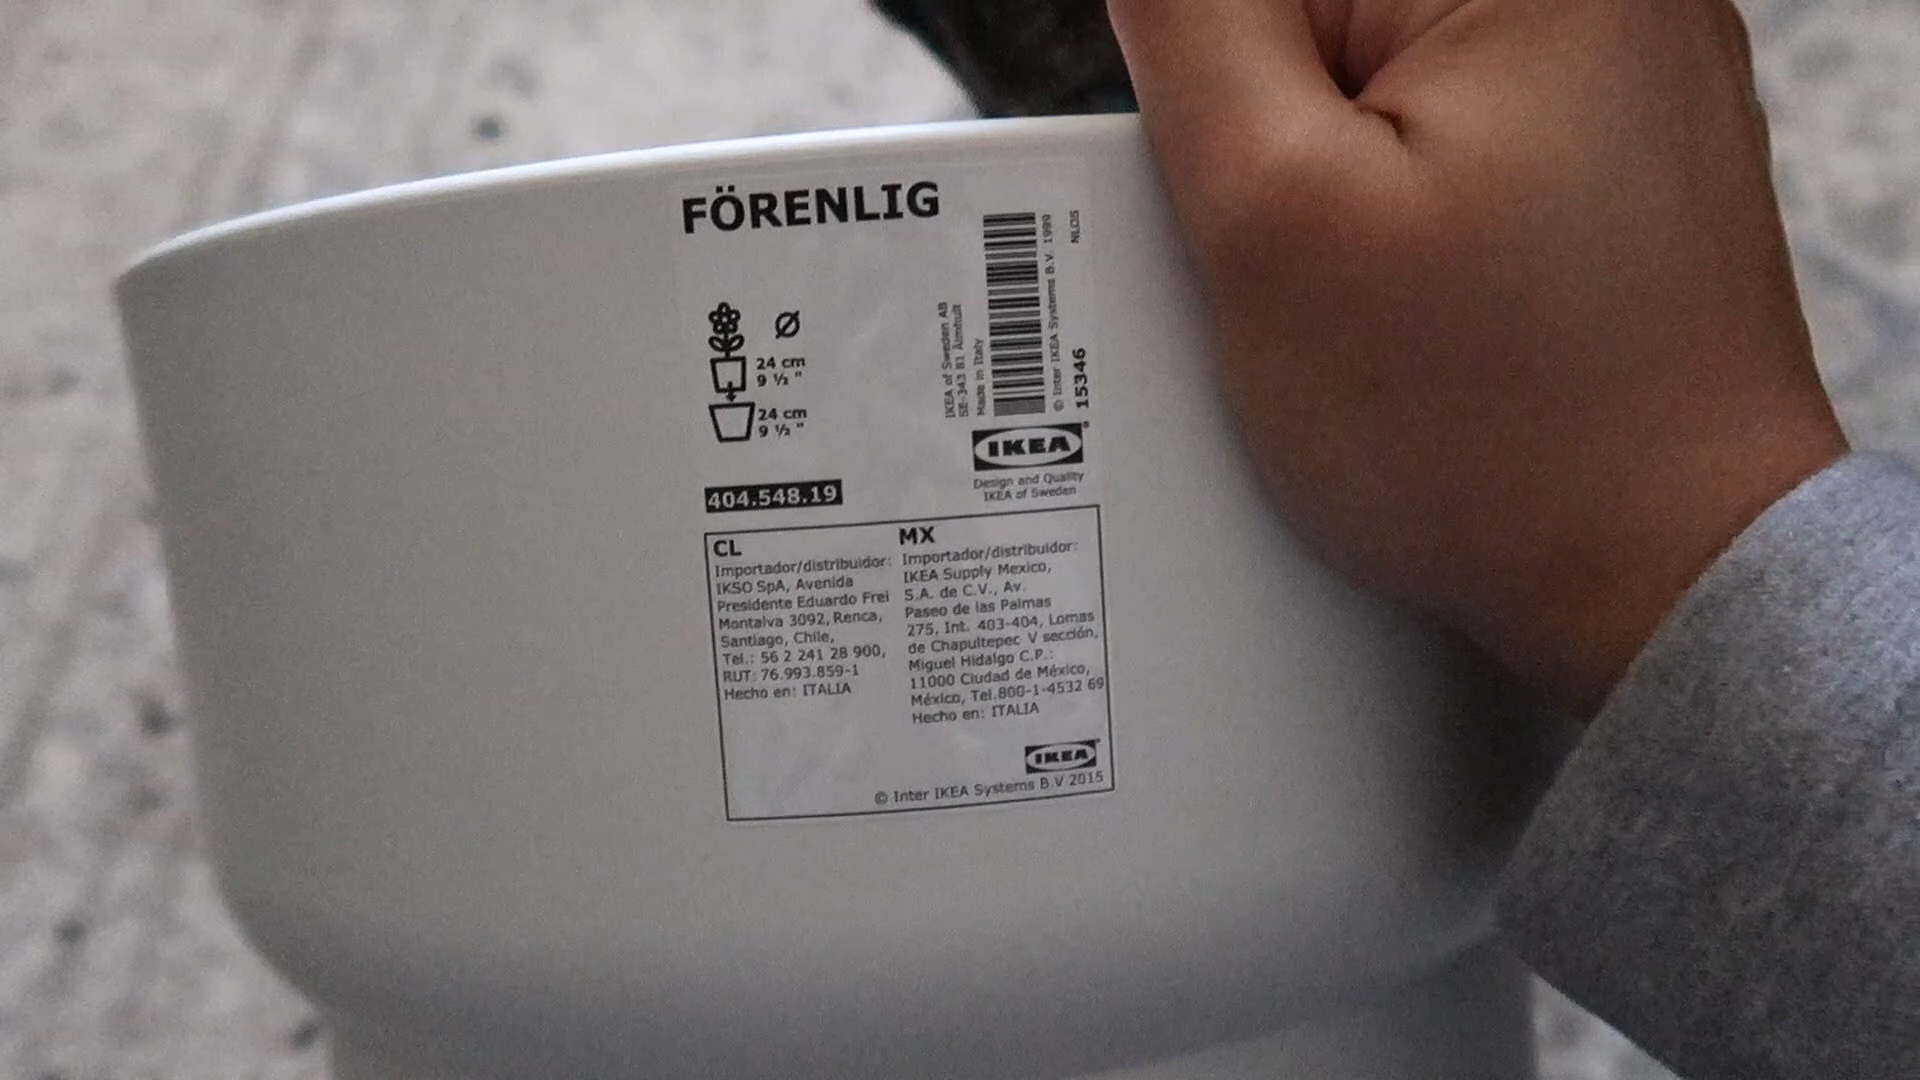 FÖRENLIG
Ø
24 cm
9 ½ "
24 cm
9 ½ "
404.548.19
IKEA of Sweden AB
SE-343 81 Älmhult
Made in Italy
© Inter IKEA Systems B.V. 1999
15346
NLOS
IKEA®
Design and Quality
IKEA of Sweden
CL
Importador/distribuidor:
IKSO SpA, Avenida
Presidente Eduardo Frei
Montalva 3092, Renca,
Santiago, Chile,
Tel.: 56 2 241 28 900,
RUT: 76.993.859-1
Hecho en: ITALIA
MX
Importador/distribuidor:
IKEA Supply Mexico,
S.A. de C.V., Av.
Paseo de las Palmas
275, Int. 403-404, Lomas
de Chapultepec V sección,
Miguel Hidalgo C.P.:
11000 Ciudad de México,
México, Tel.800-1-4532 69
Hecho en: ITALIA
IKEA
© Inter IKEA Systems B.V 2015